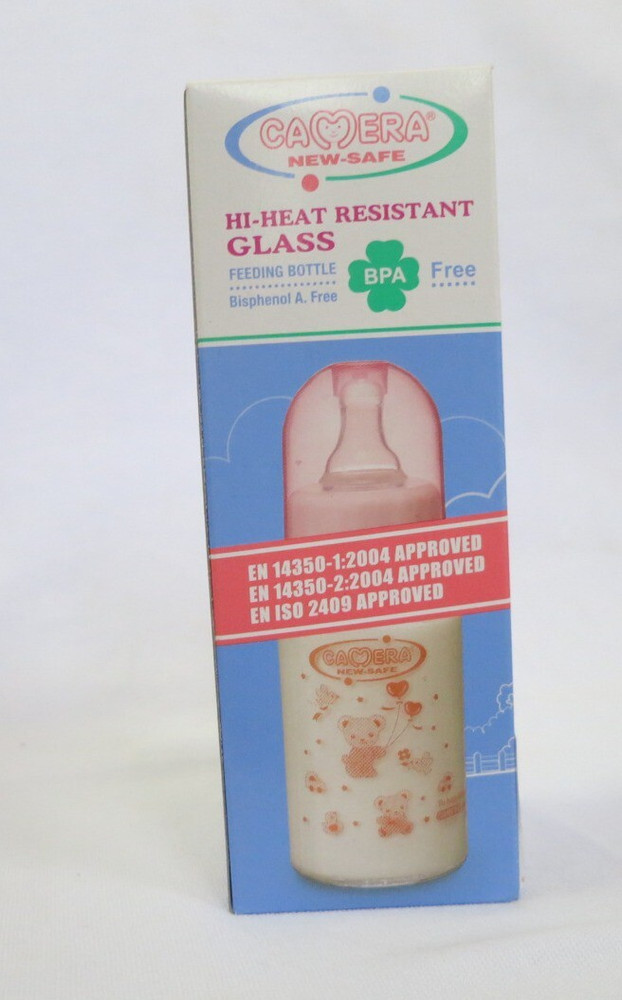 CAMERA®
NEW-SAFE
HI-HEAT RESISTANT
GLASS
FEEDING BOTTLE
Bisphenol A. Free
BPA Free
EN 14350-1:2004 APPROVED
EN 14350-2:2004 APPROVED
EN ISO 2409 APPROVED
CAMERA
NEW-SAFE